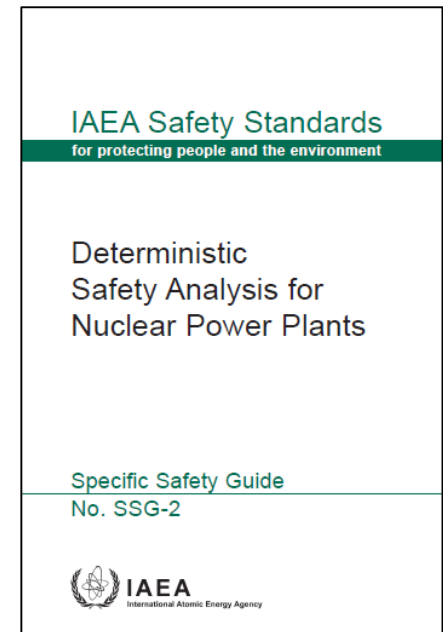 IAEA Safety Standards
for protecting people and the environment
Deterministic
Safety Analysis for
Nuclear Power Plants
Specific Safety Guide
No. SSG-2
IAEA
International Atomic Energy Agency